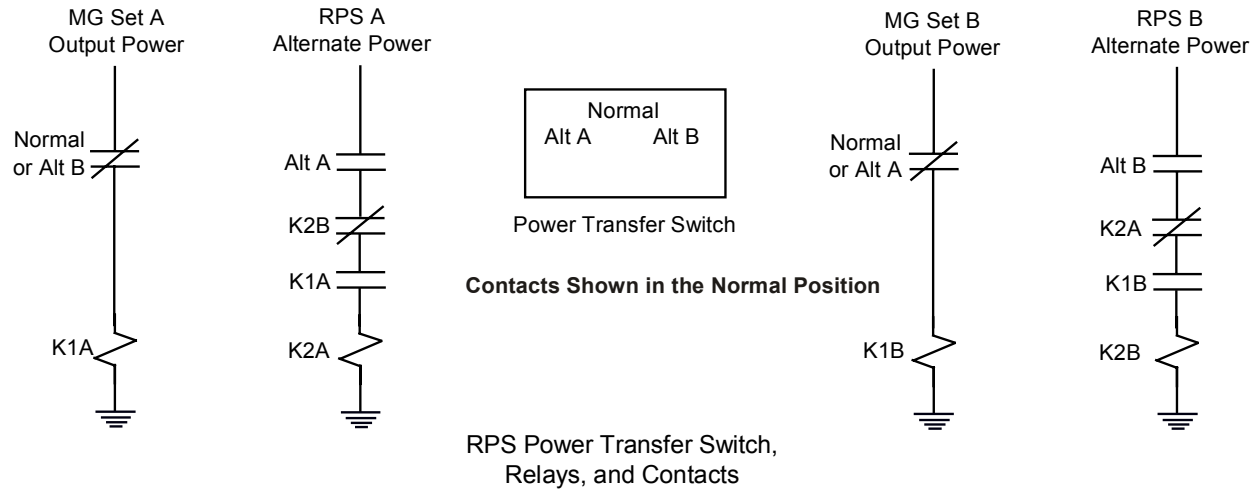 MG Set A
Output Power
RPS A
Alternate Power
MG Set B
Output Power
RPS B
Alternate Power
Normal
or Alt B
Alt A
K2B
K1A
K1A
K2A
Normal
Alt A Alt B
Power Transfer Switch
Contacts Shown in the Normal Position
Normal
or Alt A
Alt B
K2A
K1B
K1B
K2B
RPS Power Transfer Switch,
Relays, and Contacts